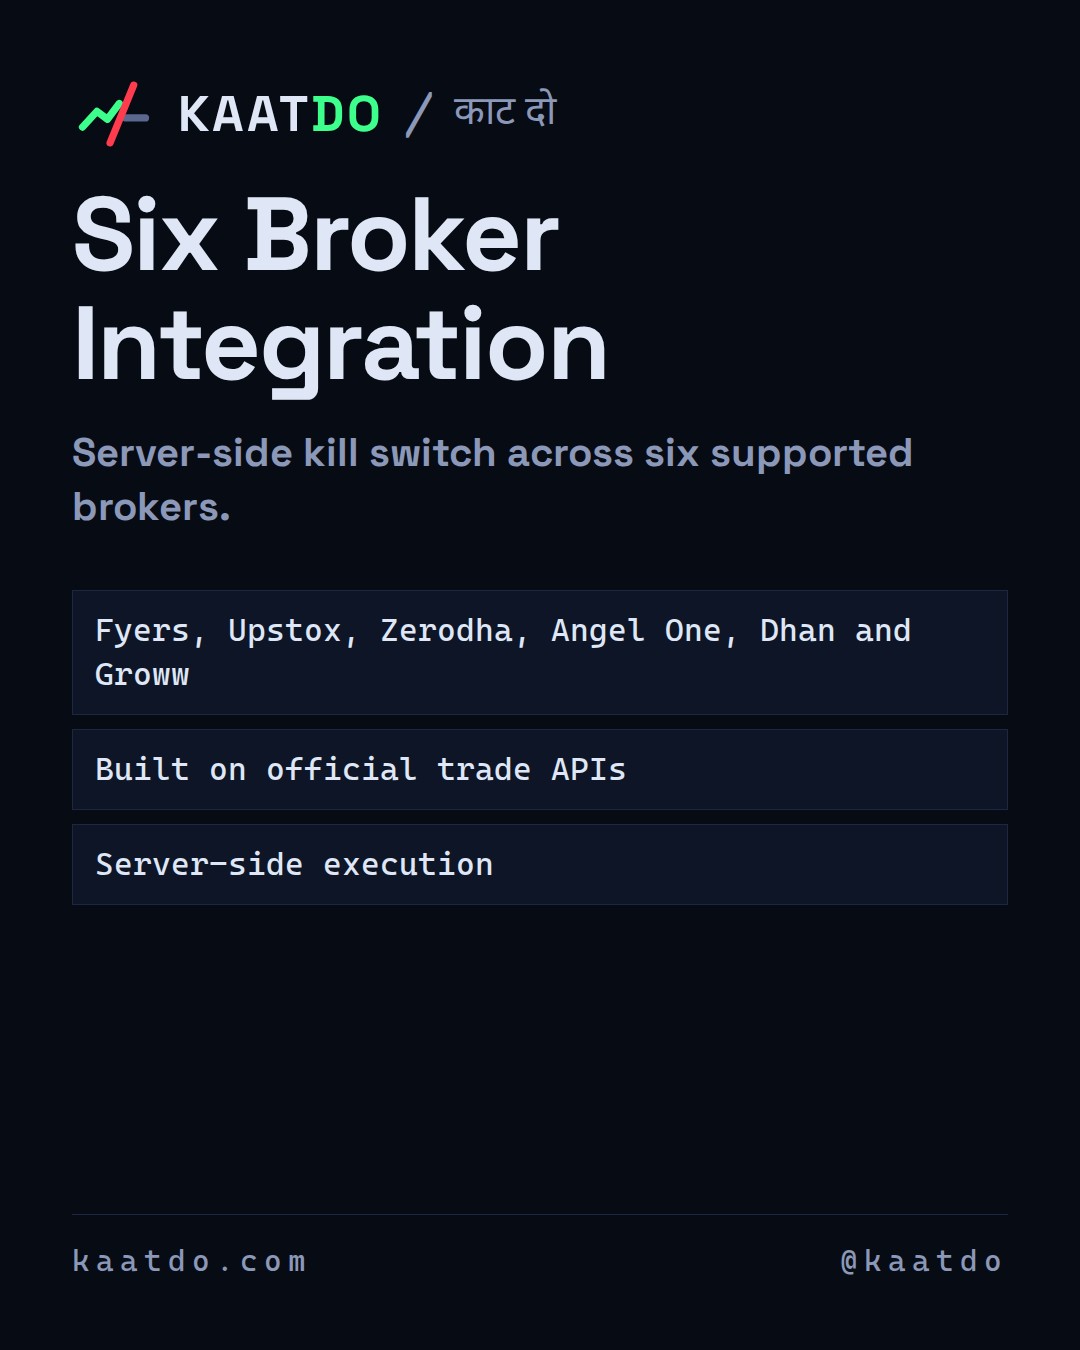 KAATDO / काट दो
Six Broker
Integration
Server-side kill switch across six supported
brokers.
Fyers, Upstox, Zerodha, Angel One, Dhan and
Groww
Built on official trade APIs
Server-side execution
kaatdo.com
@kaatdo